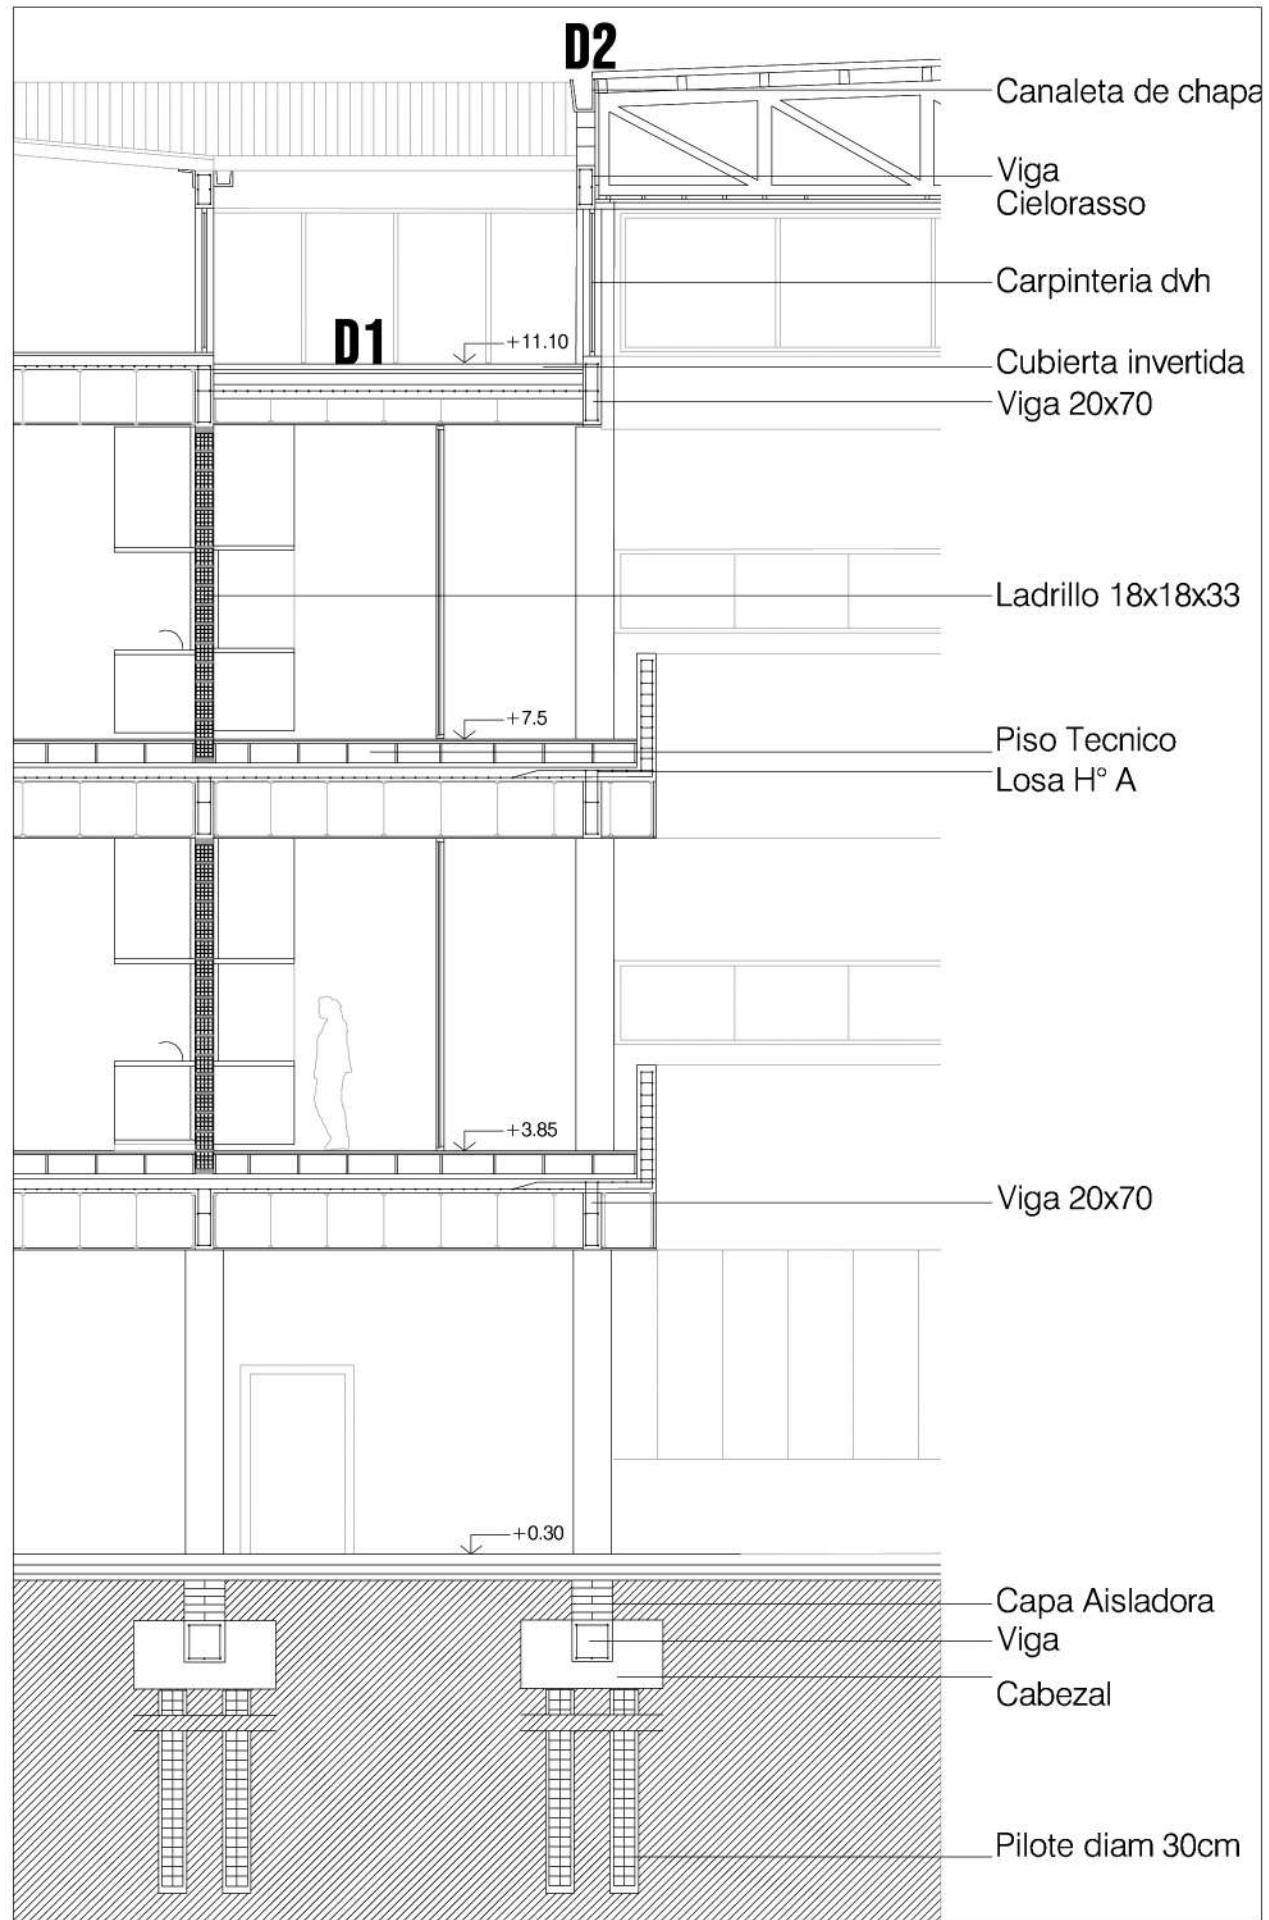 D2
Canaleta de chapa
Viga
Cielorasso
Carpinteria dvh
D1
+11.10
Cubierta invertida
Viga 20x70
Ladrillo 18x18x33
+7.5
Piso Tecnico
Losa H° A
+3.85
Viga 20x70
+0.30
Capa Aisladora
Viga
Cabezal
Pilote diam 30cm